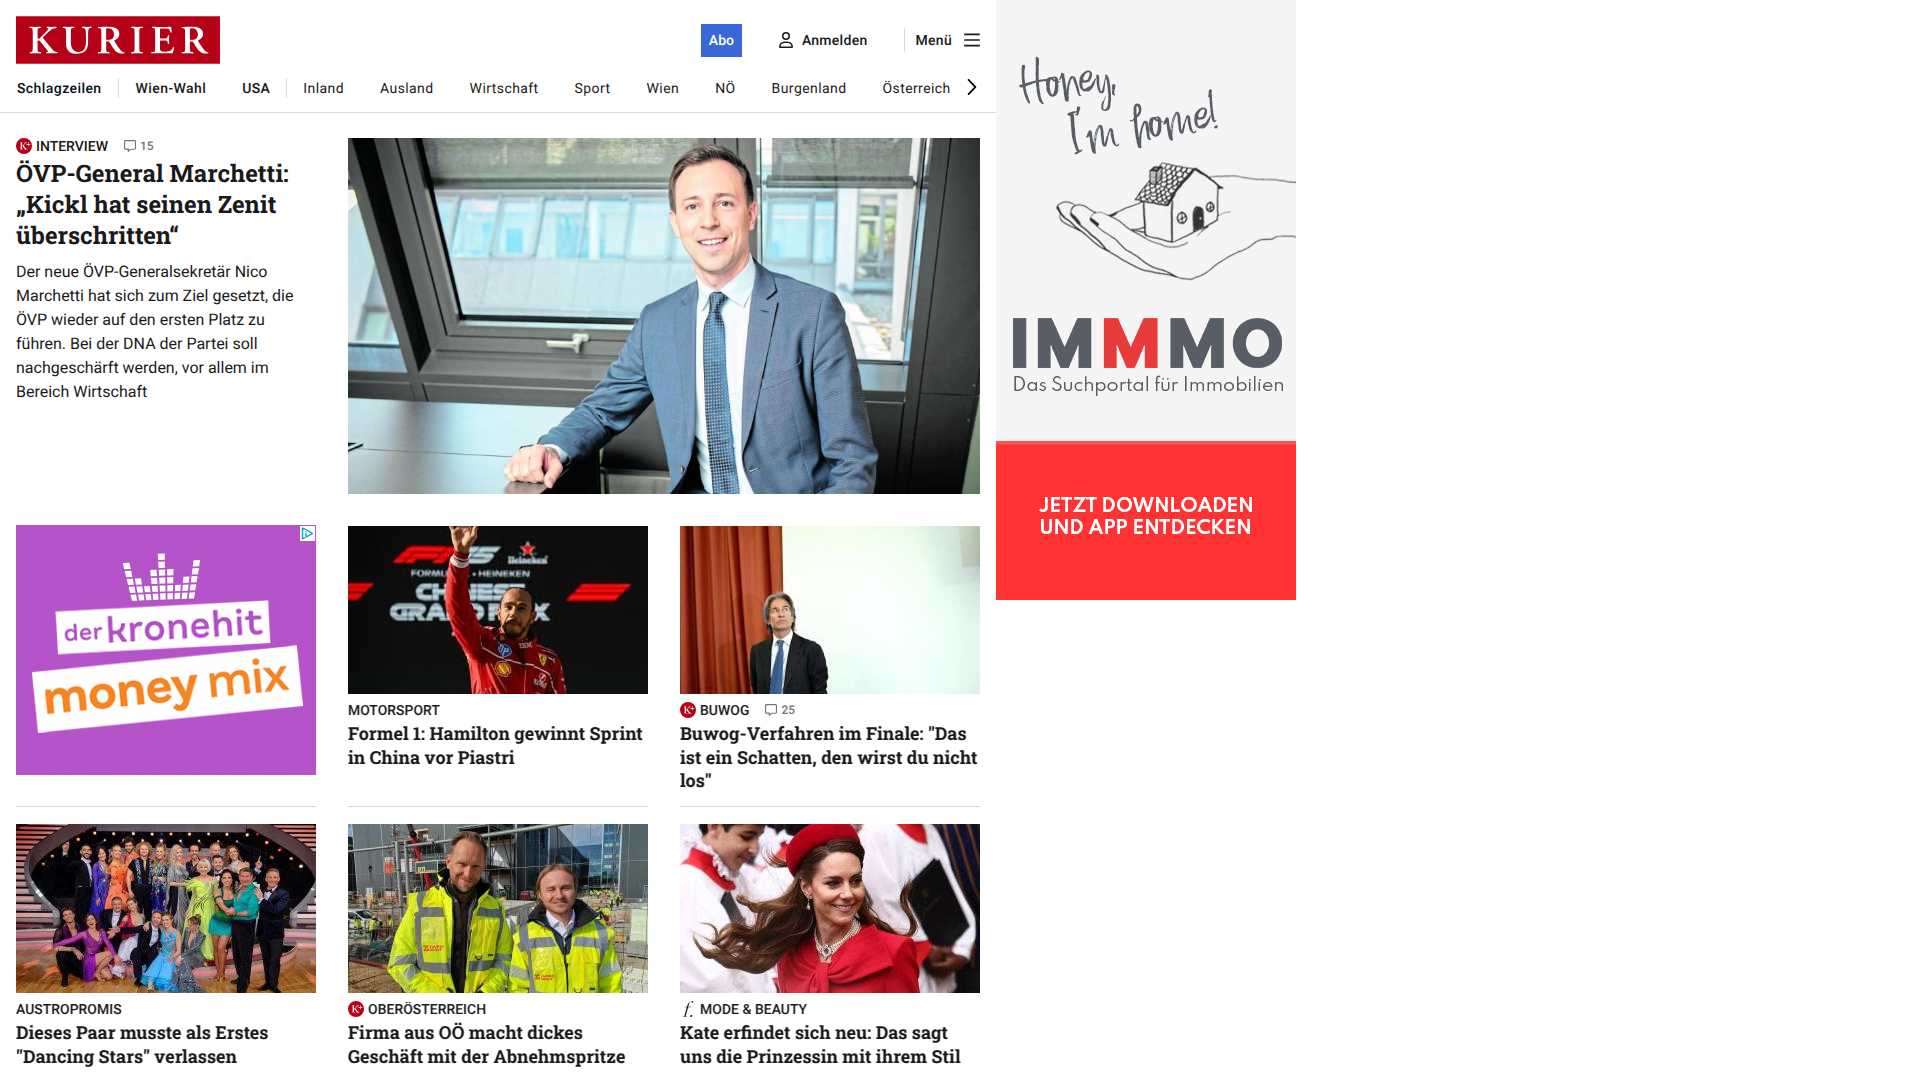 KURIER
Abo
Anmelden
Menü
Schlagzeilen
Wien-Wahl
USA
Inland
Ausland
Wirtschaft
Sport
Wien
NÖ
Burgenland
Österreich
INTERVIEW 15
ÖVP-General Marchetti:
„Kickl hat seinen Zenit
überschritten“
Der neue ÖVP-Generalsekretär Nico
Marchetti hat sich zum Ziel gesetzt, die
ÖVP wieder auf den ersten Platz zu
führen. Bei der DNA der Partei soll
nachgeschärft werden, vor allem im
Bereich Wirtschaft
Honey,
I'm home!
IMMMO
Das Suchportal für Immobilien
JETZT DOWNLOADEN
UND APP ENTDECKEN
der kronehit
money mix
Heineken
HEINEKEN
MOTORSPORT
Formel 1: Hamilton gewinnt Sprint
in China vor Piastri
BUWOG 25
Buwog-Verfahren im Finale: "Das
ist ein Schatten, den wirst du nicht
los"
AUSTROPROMIS
Dieses Paar musste als Erstes
"Dancing Stars" verlassen
K+ OBERÖSTERREICH
Firma aus OÖ macht dickes
Geschäft mit der Abnehmspritze
f. MODE & BEAUTY
Kate erfindet sich neu: Das sagt
uns die Prinzessin mit ihrem Stil